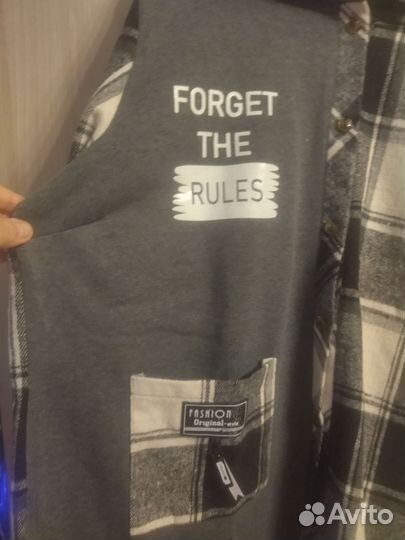 FORGET
THE
RULES
FASHION
Original-style
Avito